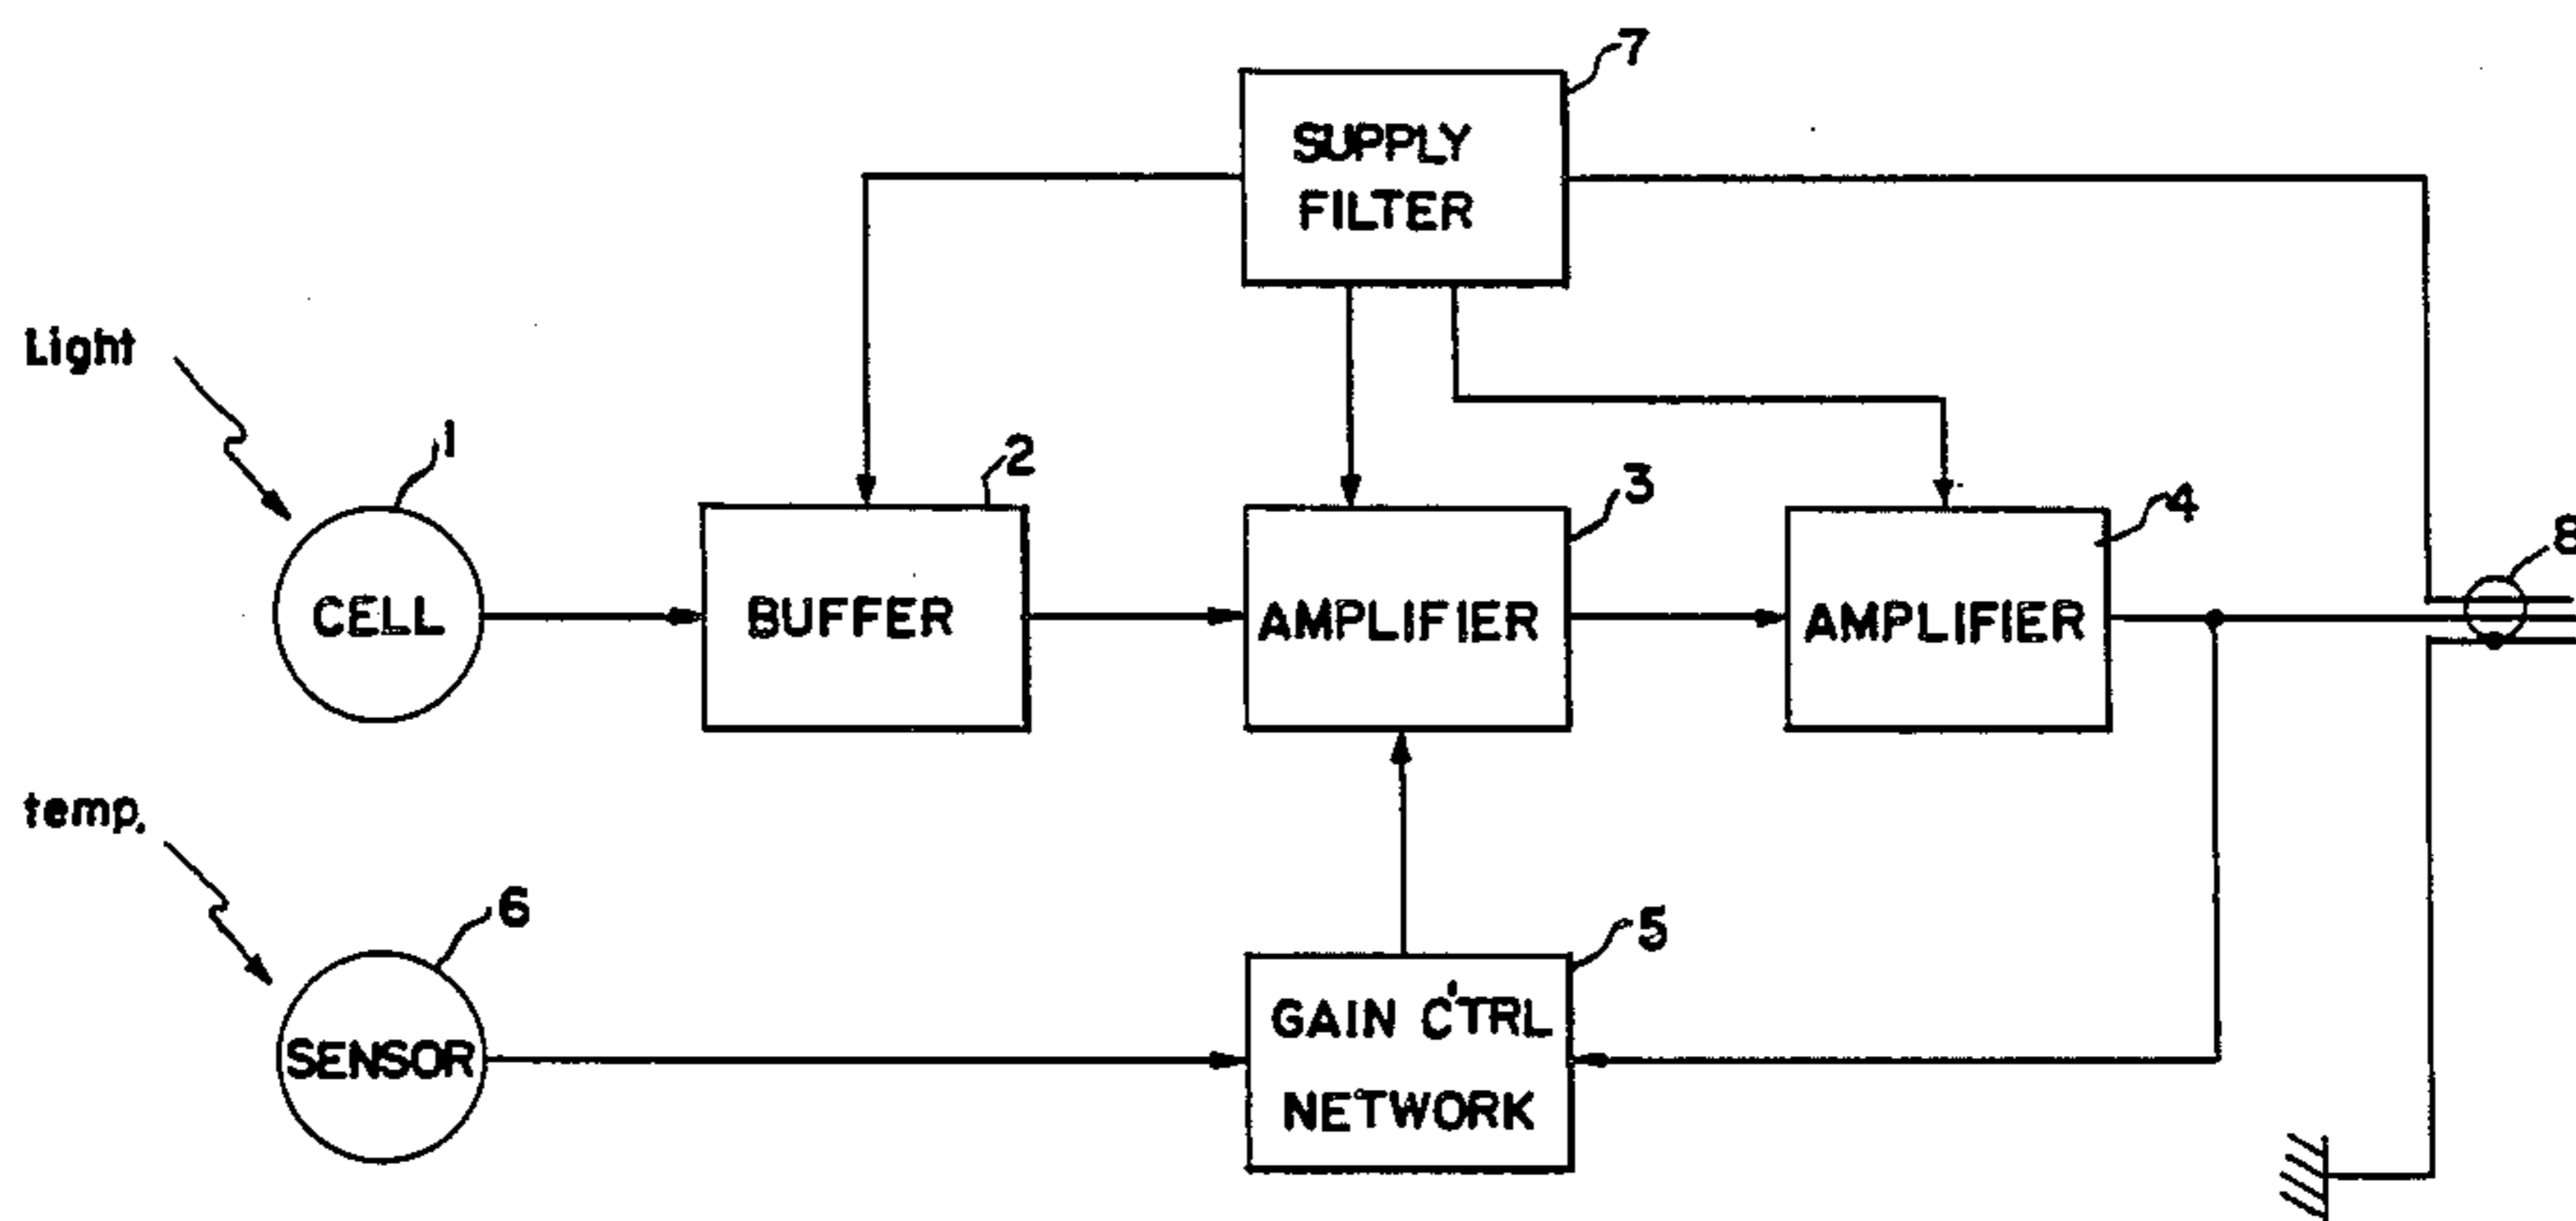 7
SUPPLY
FILTER
Light
1
2
3
4
8
CELL
BUFFER
AMPLIFIER
AMPLIFIER
temp.
6
5
SENSOR
GAIN C'TRL
NETWORK